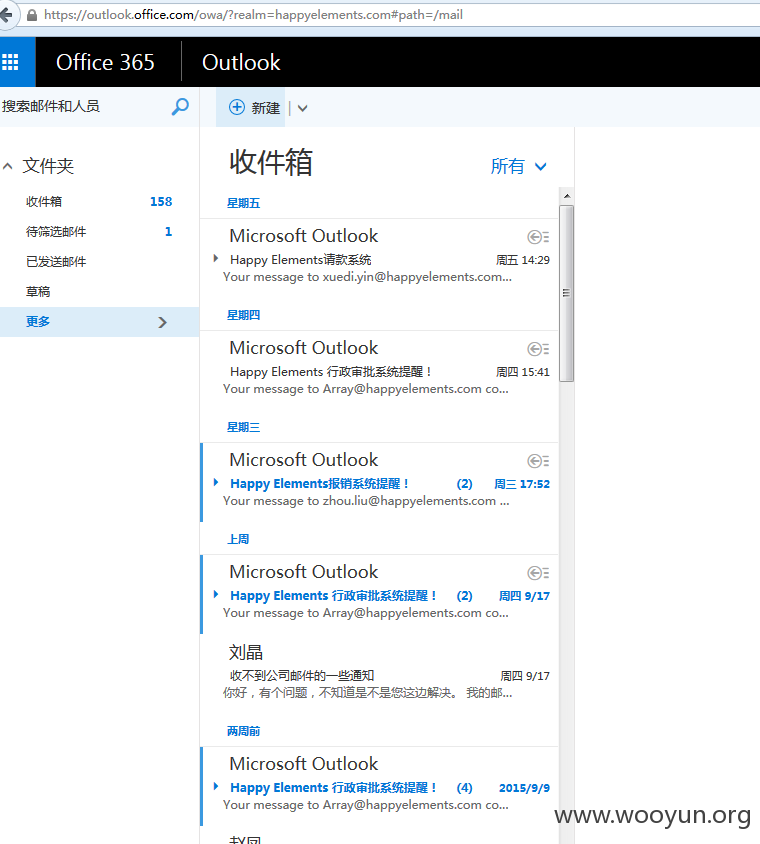 https://outlook.office.com/owa/?realm=happyelements.com#path=/mail
Office 365 Outlook
搜索邮件和人员
新建
文件夹
收件箱 158
待筛选邮件 1
已发送邮件
草稿
更多
收件箱 所有
星期五
Microsoft Outlook
Happy Elements请款系统 周五 14:29
Your message to xuedi.yin@happyelements.com...
星期四
Microsoft Outlook
Happy Elements 行政审批系统提醒！ 周四 15:41
Your message to Array@happyelements.com co...
星期三
Microsoft Outlook
Happy Elements报销系统提醒！ (2) 周三 17:52
Your message to zhou.liu@happyelements.com ...
上周
Microsoft Outlook
Happy Elements 行政审批系统提醒！ (2) 周四 9/17
Your message to Array@happyelements.com co...
刘晶
收不到公司邮件的一些通知 周四 9/17
你好，有个问题，不知道是不是您这边解决。 我的邮...
两周前
Microsoft Outlook
Happy Elements 行政审批系统提醒！ (4) 2015/9/9
Your message to Array@happyelements.com co...
www.wooyun.org